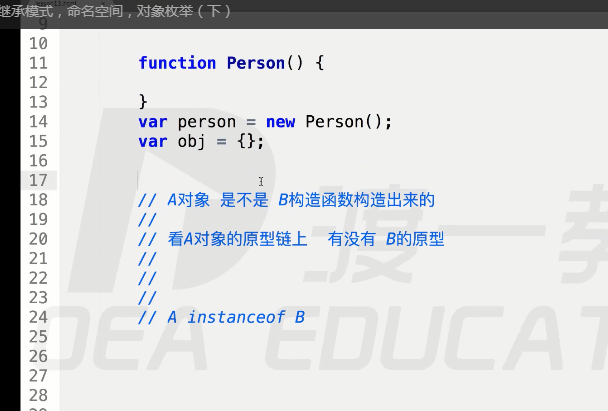 继承模式，命名空间，对象枚举（下）
9
10
11 function Person() {
12
13 }
14 var person = new Person();
15 var obj = {};
16
17
18 // A对象 是不是 B构造函数构造出来的
19 //
20 // 看A对象的原型链上 有没有 B的原型
21 //
22 //
23 //
24 // A instanceof B
25
26
27
28
渡一教
DEA EDUCAT